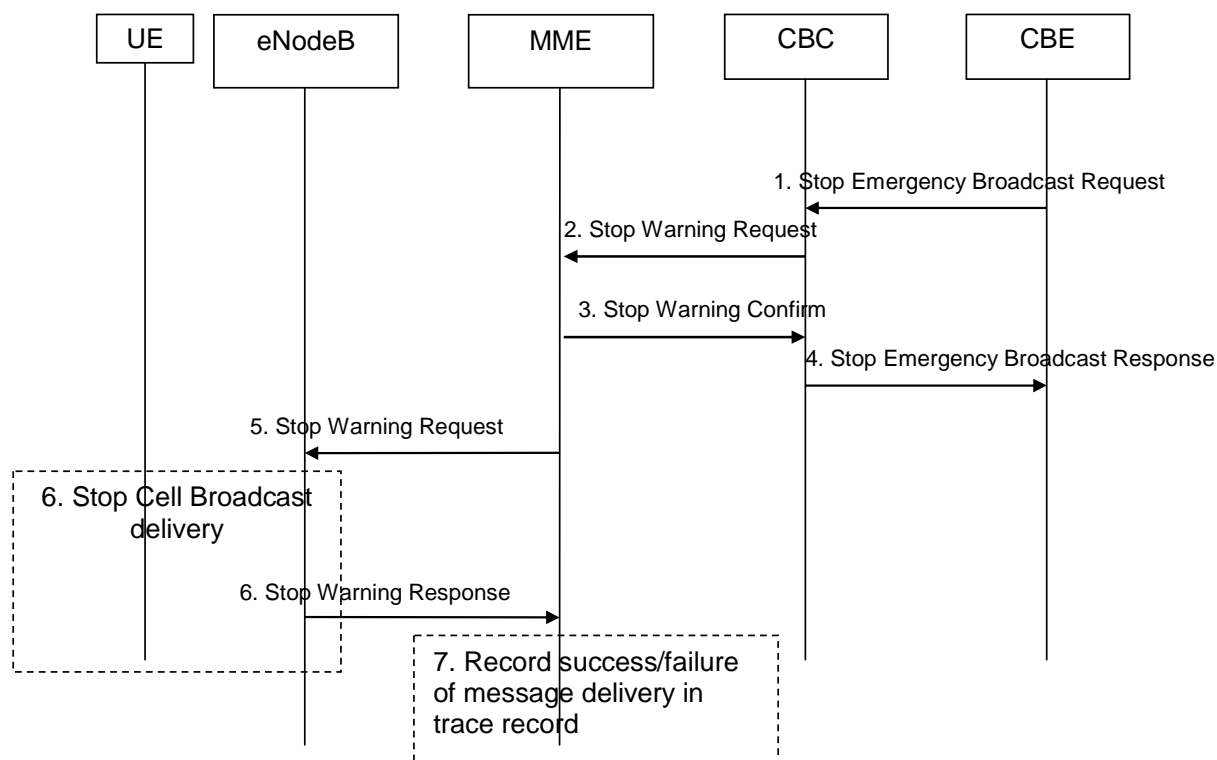 UE
eNodeB
MME
CBC
CBE
1. Stop Emergency Broadcast Request
2. Stop Warning Request
3. Stop Warning Confirm
4. Stop Emergency Broadcast Response
5. Stop Warning Request
6. Stop Cell Broadcast
delivery
6. Stop Warning Response
7. Record success/failure
of message delivery in
trace record